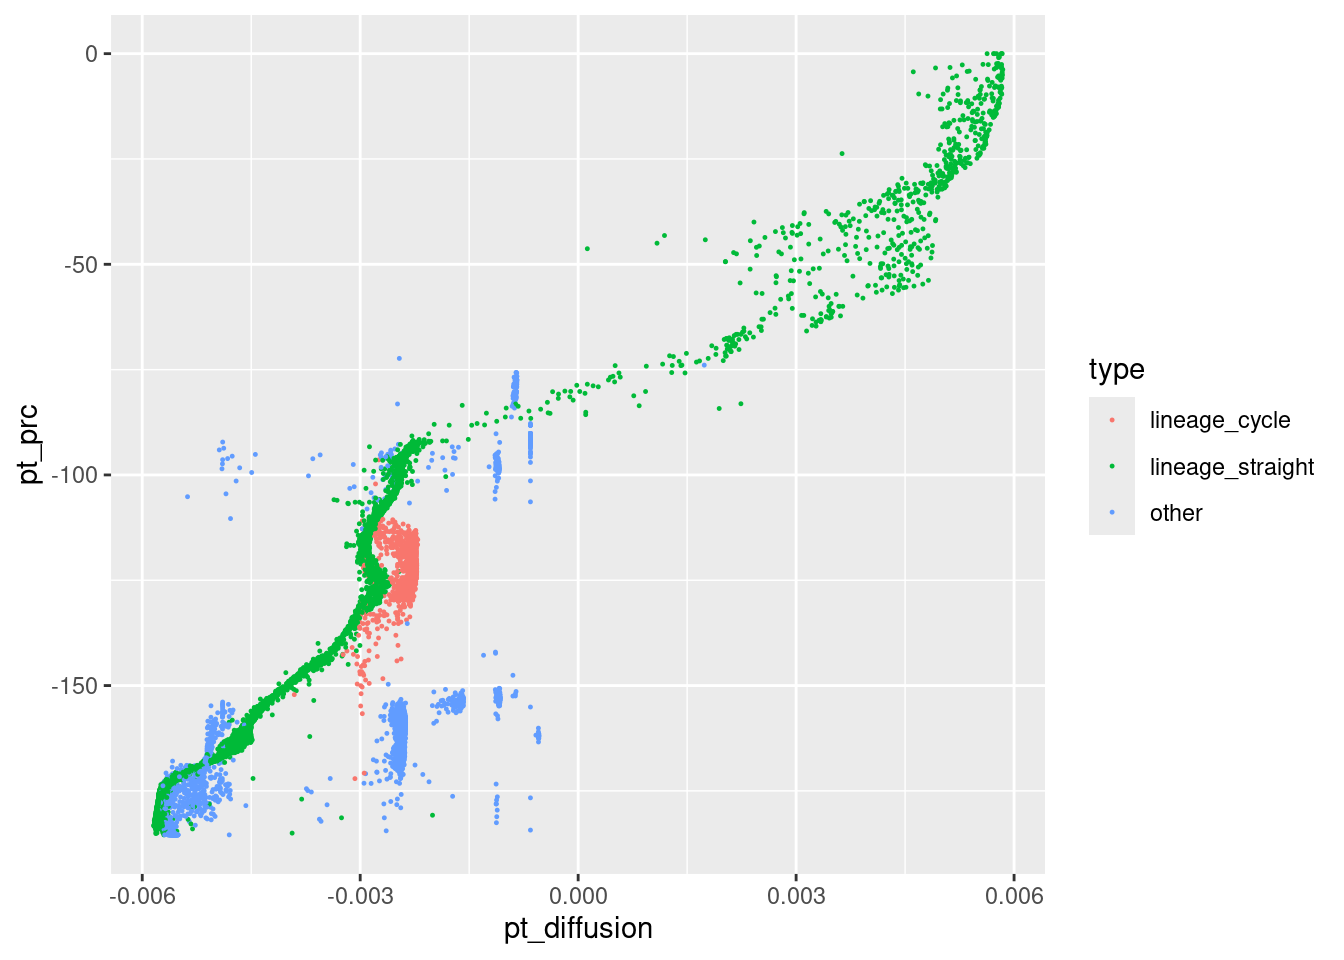 0
-50
-100
-150
pt_prc
-0.006
-0.003
0.000
0.003
0.006
pt_diffusion
type
lineage_cycle
lineage_straight
other